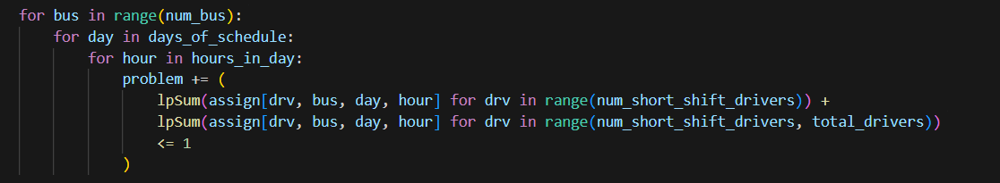 for bus in range(num_bus):
    for day in days_of_schedule:
        for hour in hours_in_day:
            problem += (
                lpSum(assign[drv, bus, day, hour] for drv in range(num_short_shift_drivers)) +
                lpSum(assign[drv, bus, day, hour] for drv in range(num_short_shift_drivers, total_drivers))
                <= 1
            )